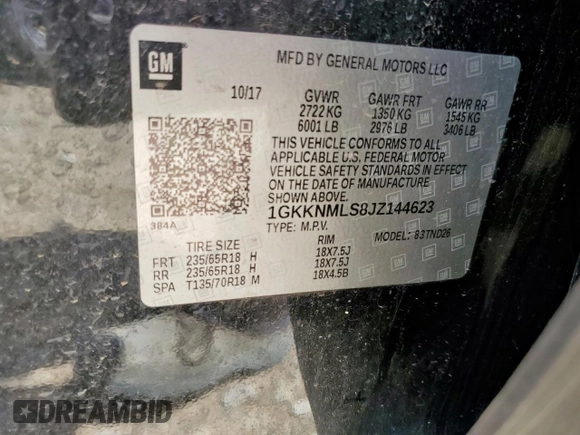 GM
MFD BY GENERAL MOTORS LLC
10/17 GVWR GAWR FRT GAWR RR
2722 KG 1350 KG 1545 KG
6001 LB 2976 LB 3406 LB
THIS VEHICLE CONFORMS TO ALL
APPLICABLE U.S. FEDERAL MOTOR
VEHICLE SAFETY STANDARDS IN EFFECT
ON THE DATE OF MANUFACTURE
SHOWN ABOVE.
1GKKNMLS8JZ144623
384A TYPE: M.P.V. MODEL: 83TND26
TIRE SIZE RIM
FRT 235/65R18 H 18X7.5J
RR 235/65R18 H 18X7.5J
SPA T135/70R18 M 18X4.5B
DREAMBID